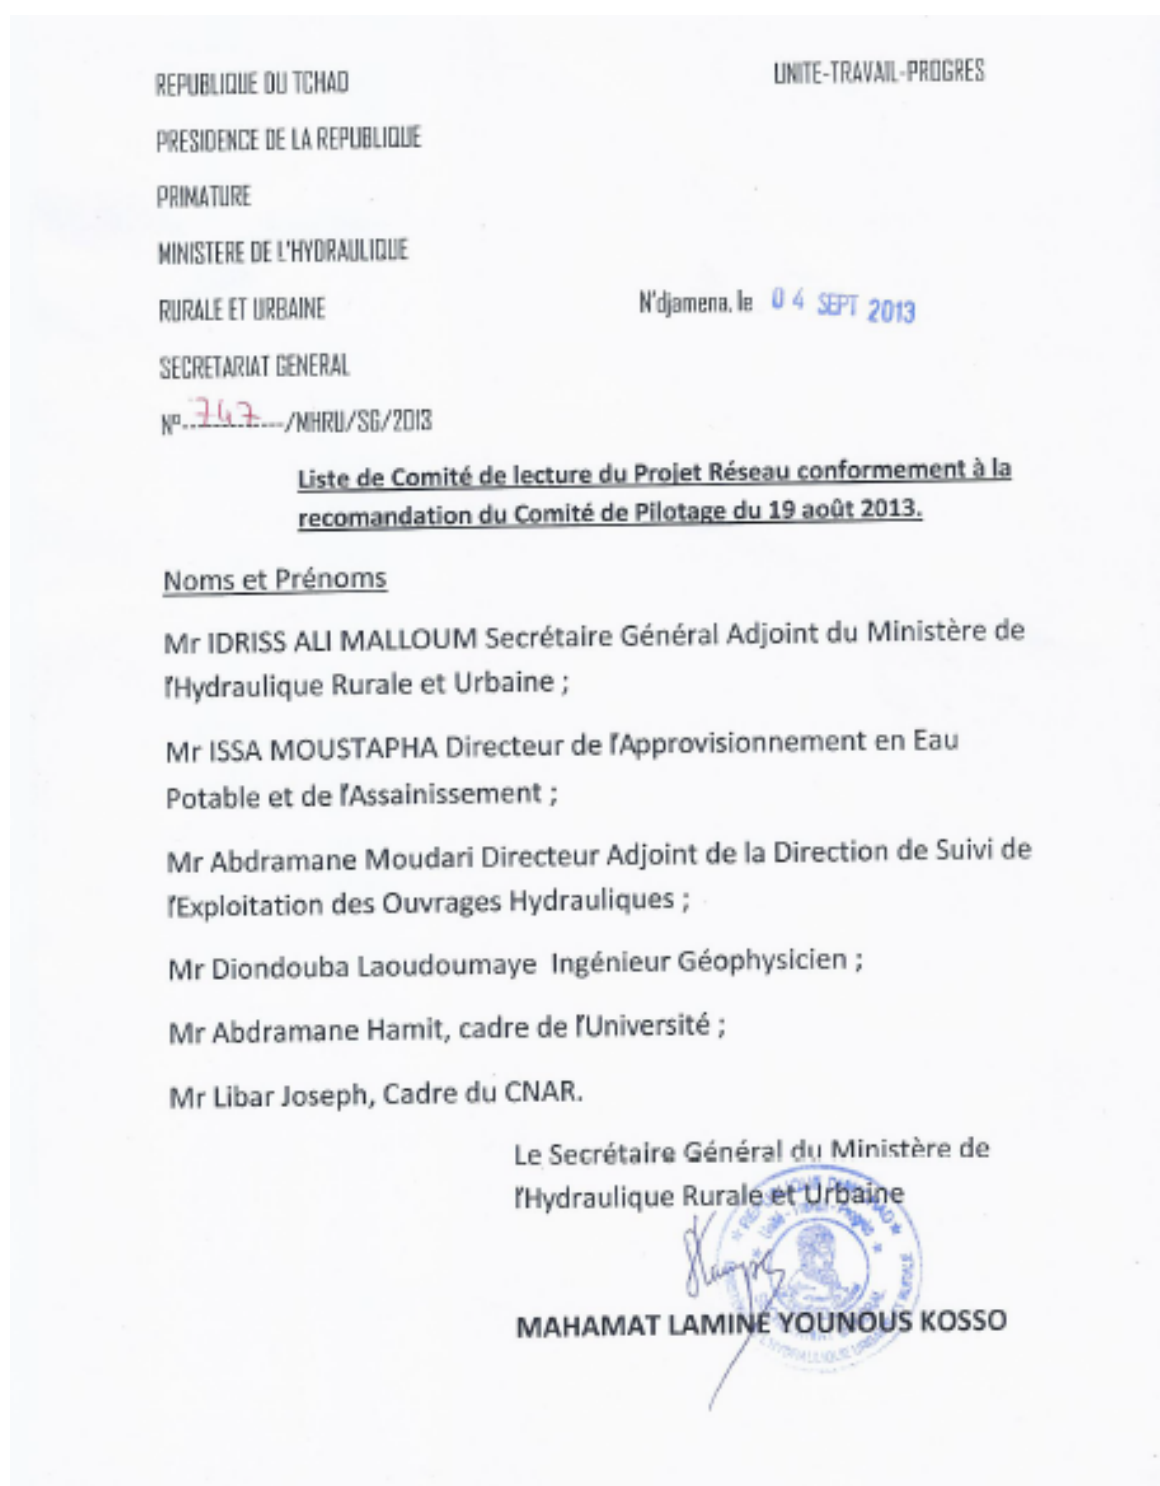 REPUBLIQUE DU TCHAD
UNITE-TRAVAIL-PROGRES
PRESIDENCE DE LA REPUBLIQUE
PRIMATURE
MINISTERE DE L'HYDRAULIQUE
RURALE ET URBAINE
N'djamena, le 04 SEPT 2013
SECRETARIAT GENERAL
N° 747 /MHRU/SG/2013
Liste de Comité de lecture du Projet Réseau conformement à la
recomandation du Comité de Pilotage du 19 août 2013.
Noms et Prénoms
Mr IDRISS ALI MALLOUM Secrétaire Général Adjoint du Ministère de
l'Hydraulique Rurale et Urbaine ;
Mr ISSA MOUSTAPHA Directeur de l'Approvisionnement en Eau
Potable et de l'Assainissement ;
Mr Abdramane Moudari Directeur Adjoint de la Direction de Suivi de
l'Exploitation des Ouvrages Hydrauliques ;
Mr Diondouba Laoudoumaye Ingénieur Géophysicien ;
Mr Abdramane Hamit, cadre de l'Université ;
Mr Libar Joseph, Cadre du CNAR.
Le Secrétaire Général du Ministère de
l'Hydraulique Rurale et Urbaine
REPUBLIQUE DU TCHAD
Unité - Travail - Progrès
MAHAMAT LAMINE YOUNOUS KOSSO